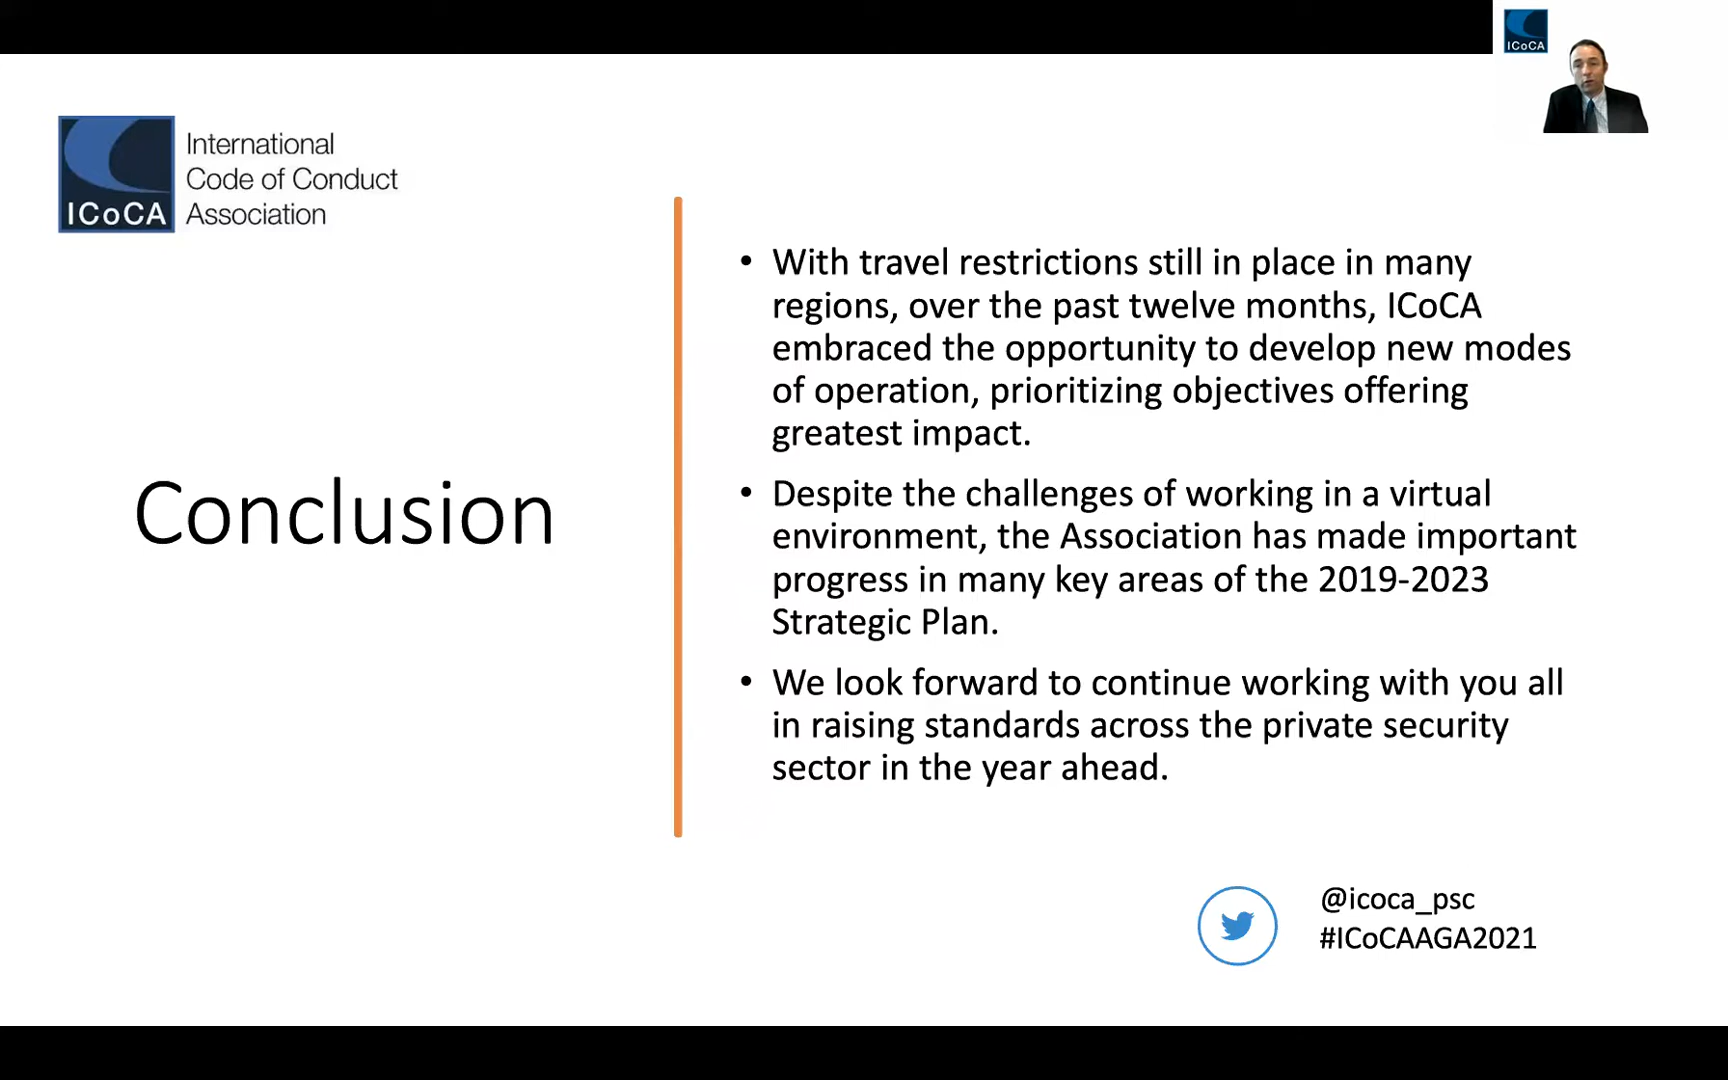 ICoCA
ICoCA
International
Code of Conduct
Association
Conclusion
• With travel restrictions still in place in many
regions, over the past twelve months, ICoCA
embraced the opportunity to develop new modes
of operation, prioritizing objectives offering
greatest impact.
• Despite the challenges of working in a virtual
environment, the Association has made important
progress in many key areas of the 2019-2023
Strategic Plan.
• We look forward to continue working with you all
in raising standards across the private security
sector in the year ahead.
@icoca_psc
#ICoCAAGA2021